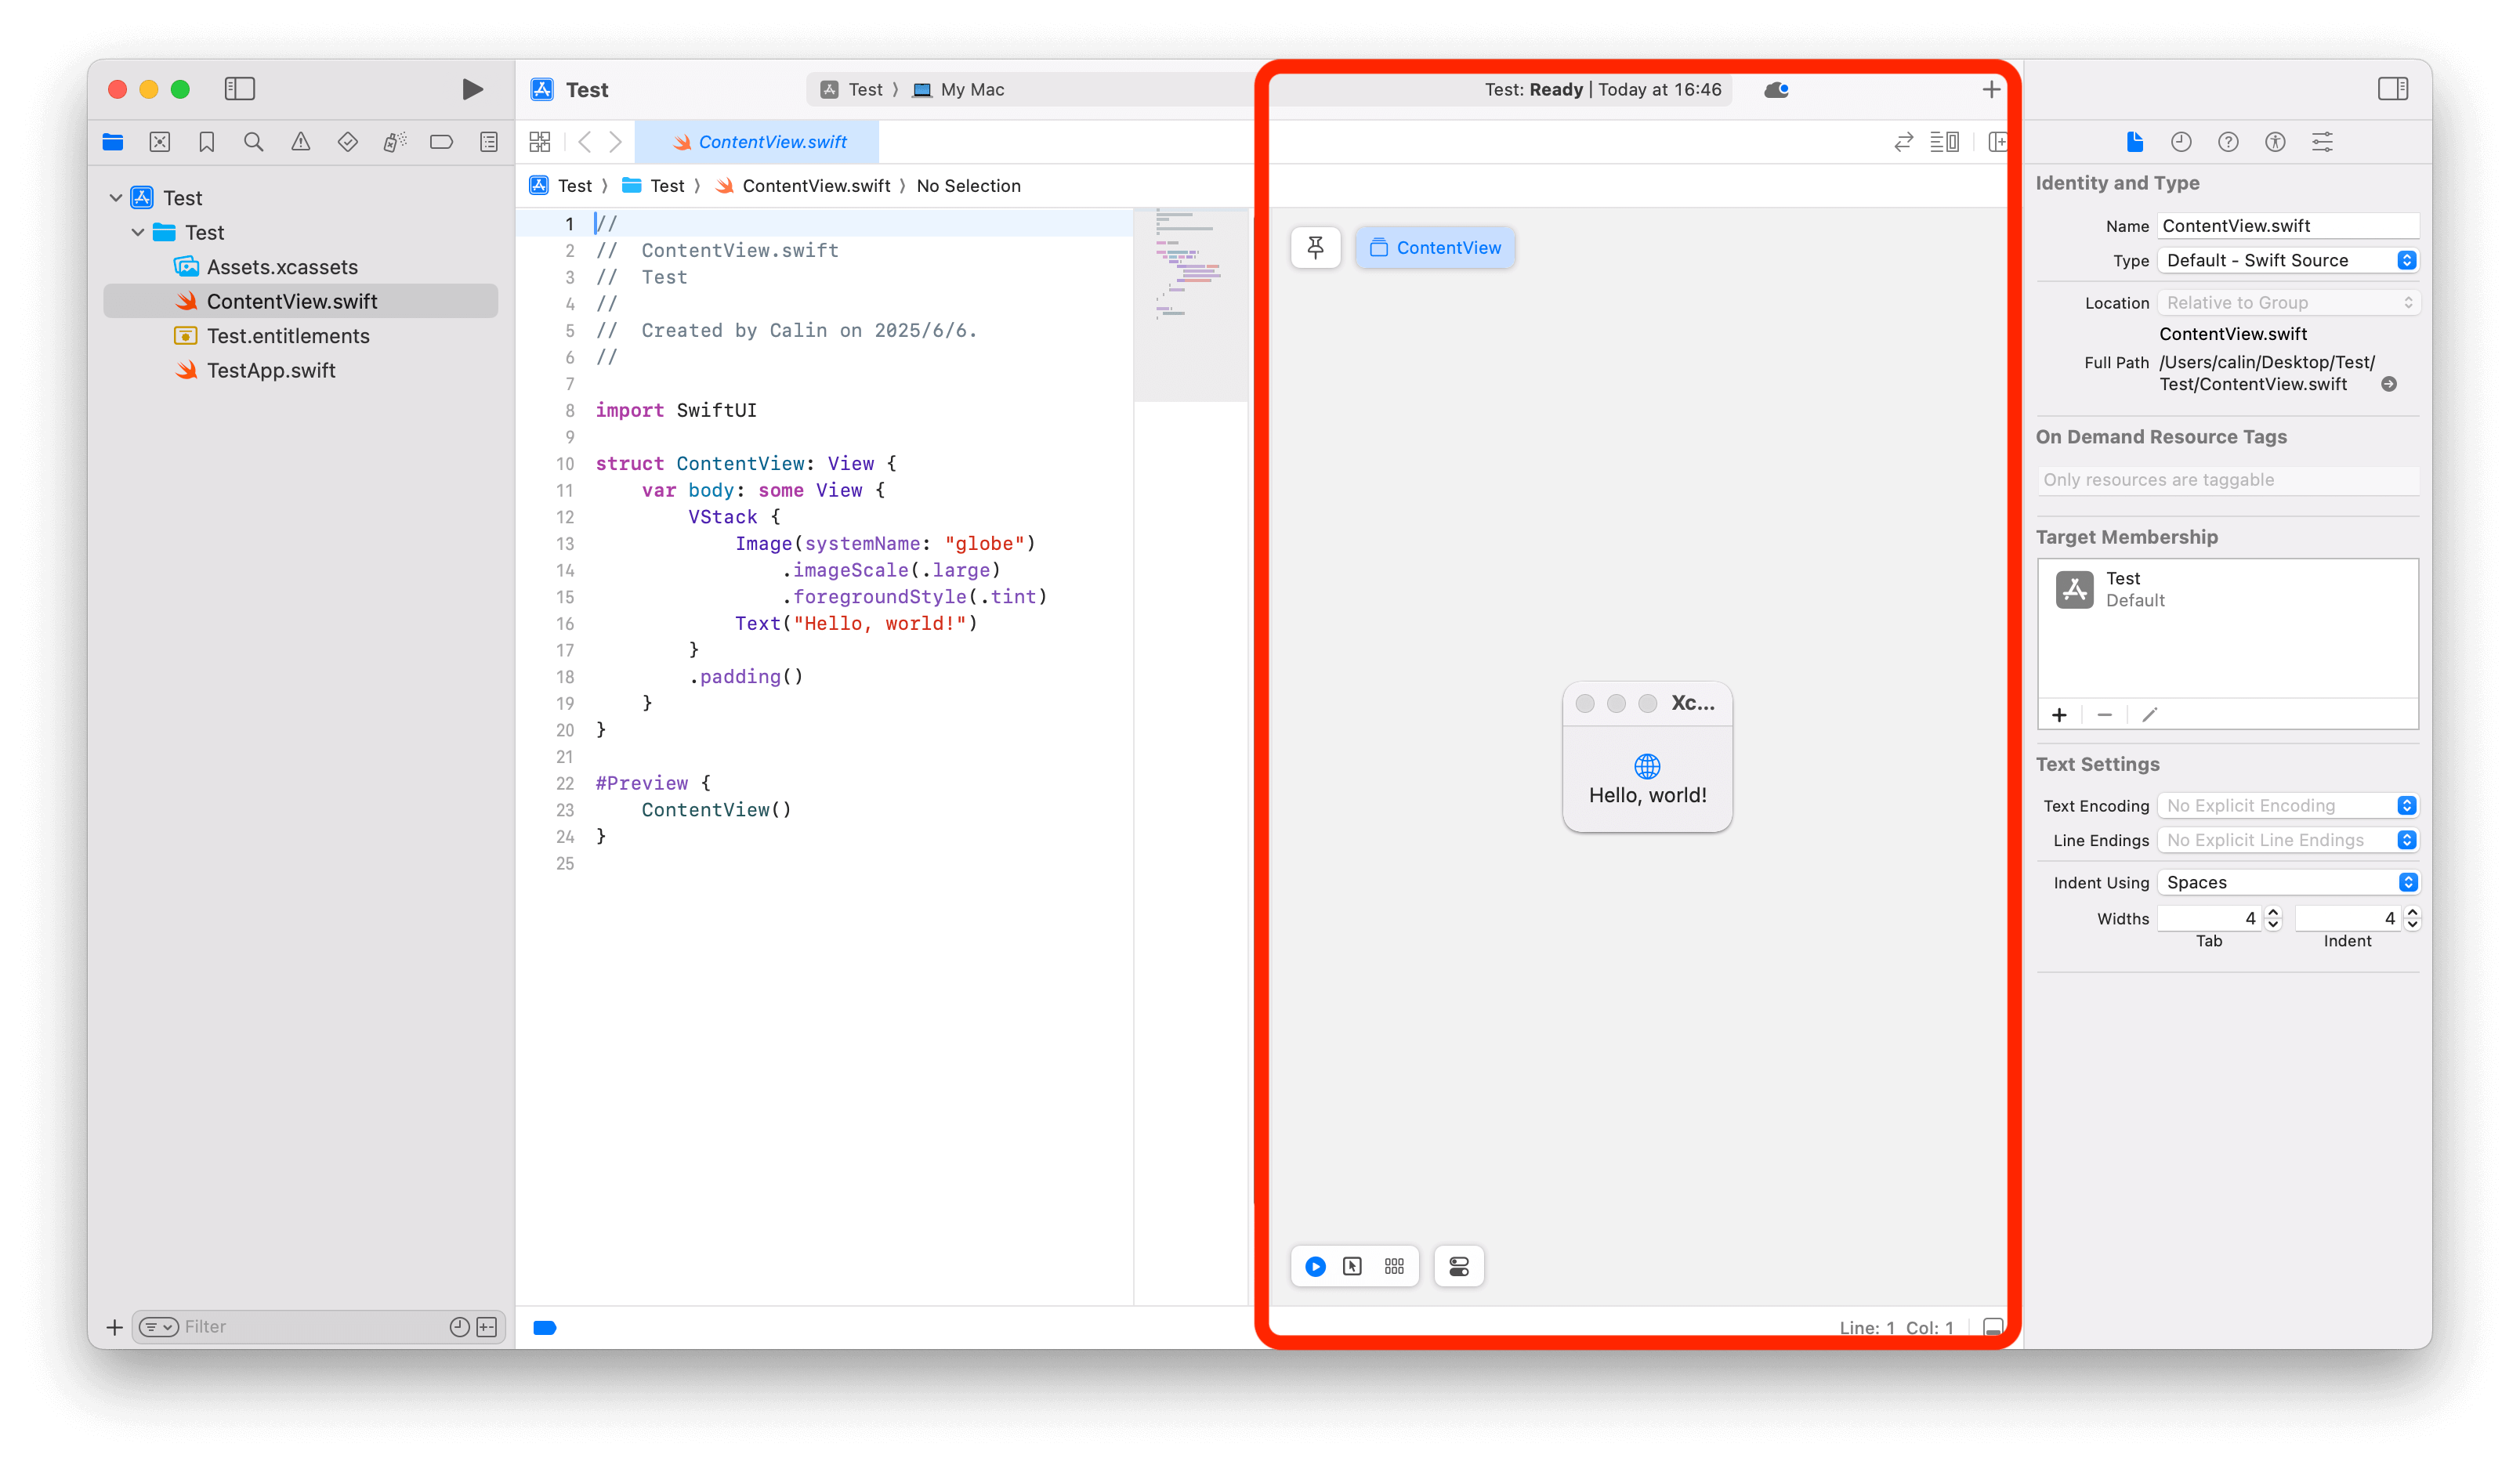 Test
Test 〉 My Mac
Test: Ready | Today at 16:46
ContentView.swift
Test 〉 Test 〉 ContentView.swift 〉 No Selection
Test
Test
Assets.xcassets
ContentView.swift
Test.entitlements
TestApp.swift
Filter
1 //
2 //  ContentView.swift
3 //  Test
4 //
5 //  Created by Calin on 2025/6/6.
6 //
7
8 import SwiftUI
9
10 struct ContentView: View {
11     var body: some View {
12         VStack {
13             Image(systemName: "globe")
14                 .imageScale(.large)
15                 .foregroundStyle(.tint)
16             Text("Hello, world!")
17         }
18         .padding()
19     }
20 }
21
22 #Preview {
23     ContentView()
24 }
25
ContentView
Xc...
Hello, world!
Line: 1 Col: 1
Identity and Type
Name ContentView.swift
Type Default - Swift Source
Location Relative to Group
ContentView.swift
Full Path /Users/calin/Desktop/Test/
Test/ContentView.swift
On Demand Resource Tags
Only resources are taggable
Target Membership
Test
Default
Text Settings
Text Encoding No Explicit Encoding
Line Endings No Explicit Line Endings
Indent Using Spaces
Widths 4 4
Tab Indent